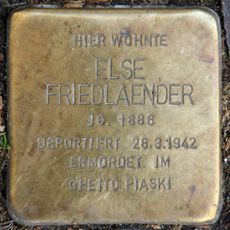 HIER WOHNTE
ELSE
FRIEDLAENDER
JG. 1886
DEPORTIERT 28.3.1942
ERMORDET IM
GHETTO PIASKI